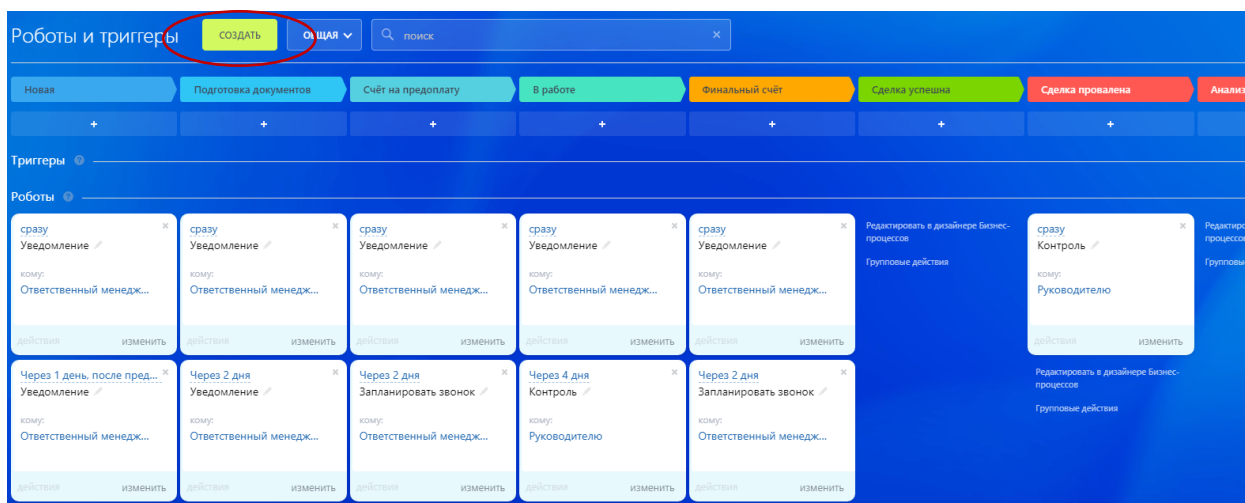 Роботы и триггеры
СОЗДАТЬ
ОБЩАЯ
поиск
Новая
Подготовка документов
Счёт на предоплату
В работе
Финальный счёт
Сделка успешна
Сделка провалена
Анализ
+ + + + + + +
Триггеры ?
Роботы ?
сразу
Уведомление
кому:
Ответственный менедж...
действия изменить
сразу
Уведомление
кому:
Ответственный менедж...
действия изменить
сразу
Уведомление
кому:
Ответственный менедж...
действия изменить
сразу
Уведомление
кому:
Ответственный менедж...
действия изменить
сразу
Уведомление
кому:
Ответственный менедж...
действия изменить
Редактировать в дизайнере Бизнес-
процессов
Групповые действия
сразу
Контроль
кому:
Руководителю
действия изменить
Редактиро
процессо
Группов
Через 1 день, после пред...
Уведомление
кому:
Ответственный менедж...
действия изменить
Через 2 дня
Уведомление
кому:
Ответственный менедж...
действия изменить
Через 2 дня
Запланировать звонок
кому:
Ответственный менедж...
действия изменить
Через 4 дня
Контроль
кому:
Руководителю
действия изменить
Через 2 дня
Запланировать звонок
кому:
Ответственный менедж...
действия изменить
Редактировать в дизайнере Бизнес-
процессов
Групповые действия